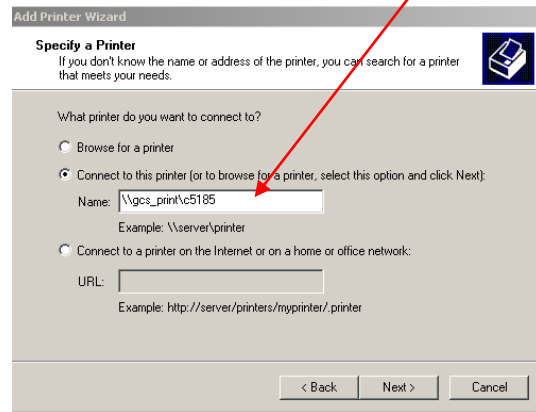 Add Printer Wizard
Specify a Printer
If you don't know the name or address of the printer, you can search for a printer
that meets your needs.
What printer do you want to connect to?
Browse for a printer
Connect to this printer (or to browse for a printer, select this option and click Next):
Name: \\gcs_print\c5185
Example: \\server\printer
Connect to a printer on the Internet or on a home or office network:
URL:
Example: http://server/printers/myprinter/.printer
< Back Next > Cancel